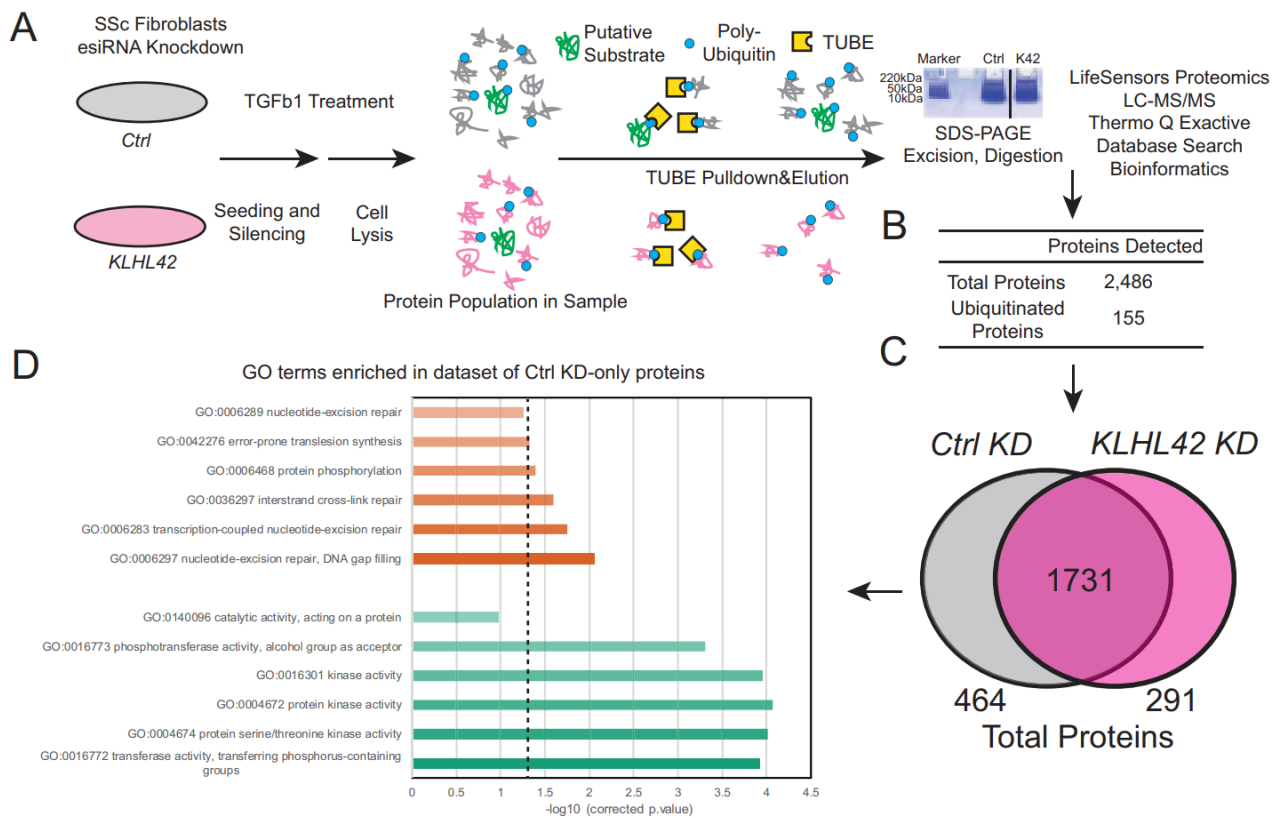 A
SSc Fibroblasts
esiRNA Knockdown
Ctrl
KLHL42
TGFb1 Treatment
Seeding and
Silencing
Cell
Lysis
Putative
Substrate
Poly-
Ubiquitin
TUBE
Protein Population in Sample
TUBE Pulldown&Elution
Marker Ctrl K42
220kDa
50kDa
10kDa
SDS-PAGE
Excision, Digestion
LifeSensors Proteomics
LC-MS/MS
Thermo Q Exactive
Database Search
Bioinformatics
B
Proteins Detected
Total Proteins 2,486
Ubiquitinated
Proteins
155
C
Ctrl KD KLHL42 KD
1731
464 291
Total Proteins
D
GO terms enriched in dataset of Ctrl KD-only proteins
GO:0006289 nucleotide-excision repair
GO:0042276 error-prone translesion synthesis
GO:0006468 protein phosphorylation
GO:0036297 interstrand cross-link repair
GO:0006283 transcription-coupled nucleotide-excision repair
GO:0006297 nucleotide-excision repair, DNA gap filling
GO:0140096 catalytic activity, acting on a protein
GO:0016773 phosphotransferase activity, alcohol group as acceptor
GO:0016301 kinase activity
GO:0004672 protein kinase activity
GO:0004674 protein serine/threonine kinase activity
GO:0016772 transferase activity, transferring phosphorus-containing
groups
0 0.5 1 1.5 2 2.5 3 3.5 4 4.5
-log10 (corrected p.value)